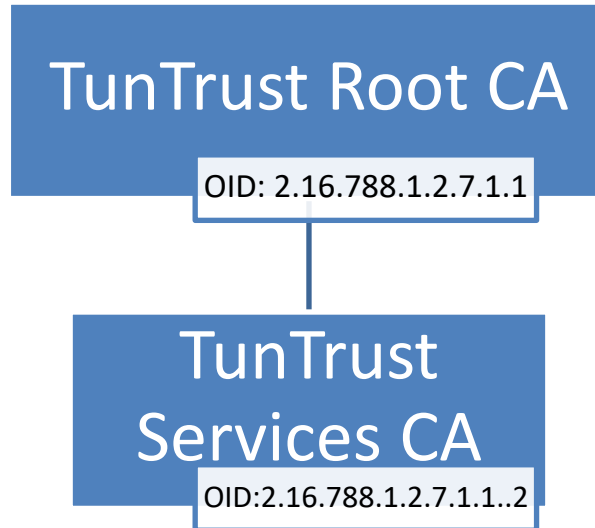 TunTrust Root CA
OID: 2.16.788.1.2.7.1.1
TunTrust
Services CA
OID:2.16.788.1.2.7.1.1..2